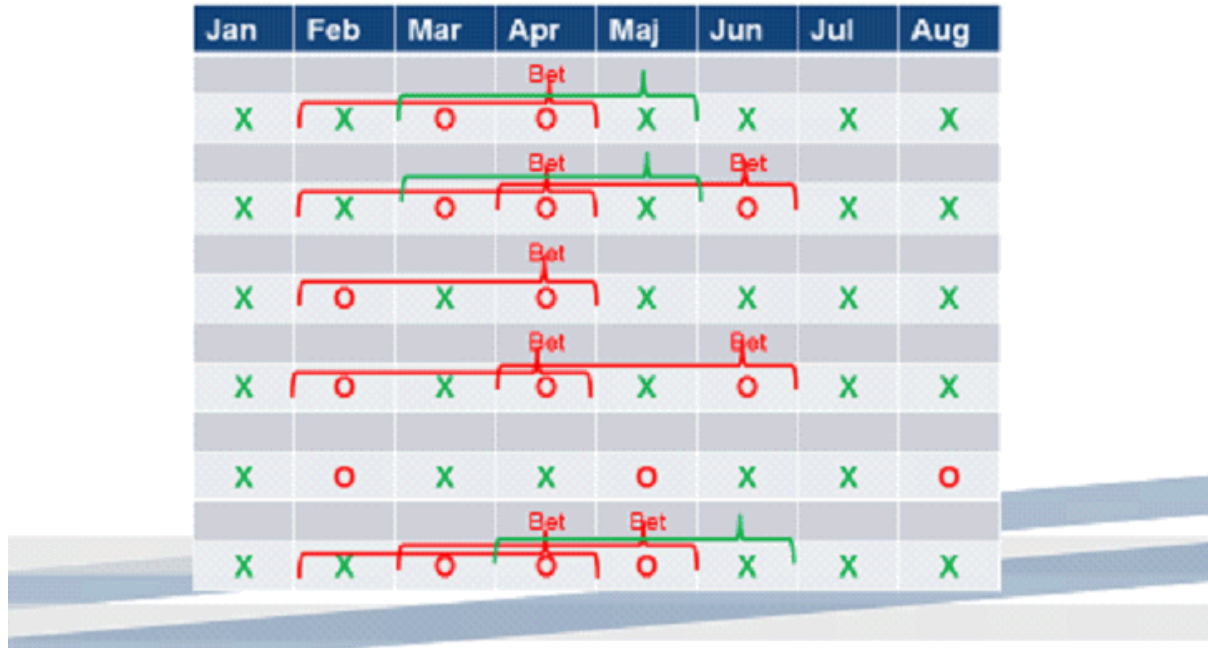 Jan Feb Mar Apr Maj Jun Jul Aug
Bet
X X O O X X X X
Bet Bet
X X O O X O X X
Bet
X O X O X X X X
Bet Bet
X O X O X O X X
X O X X O X X O
Bet Bet
X X O O O X X X